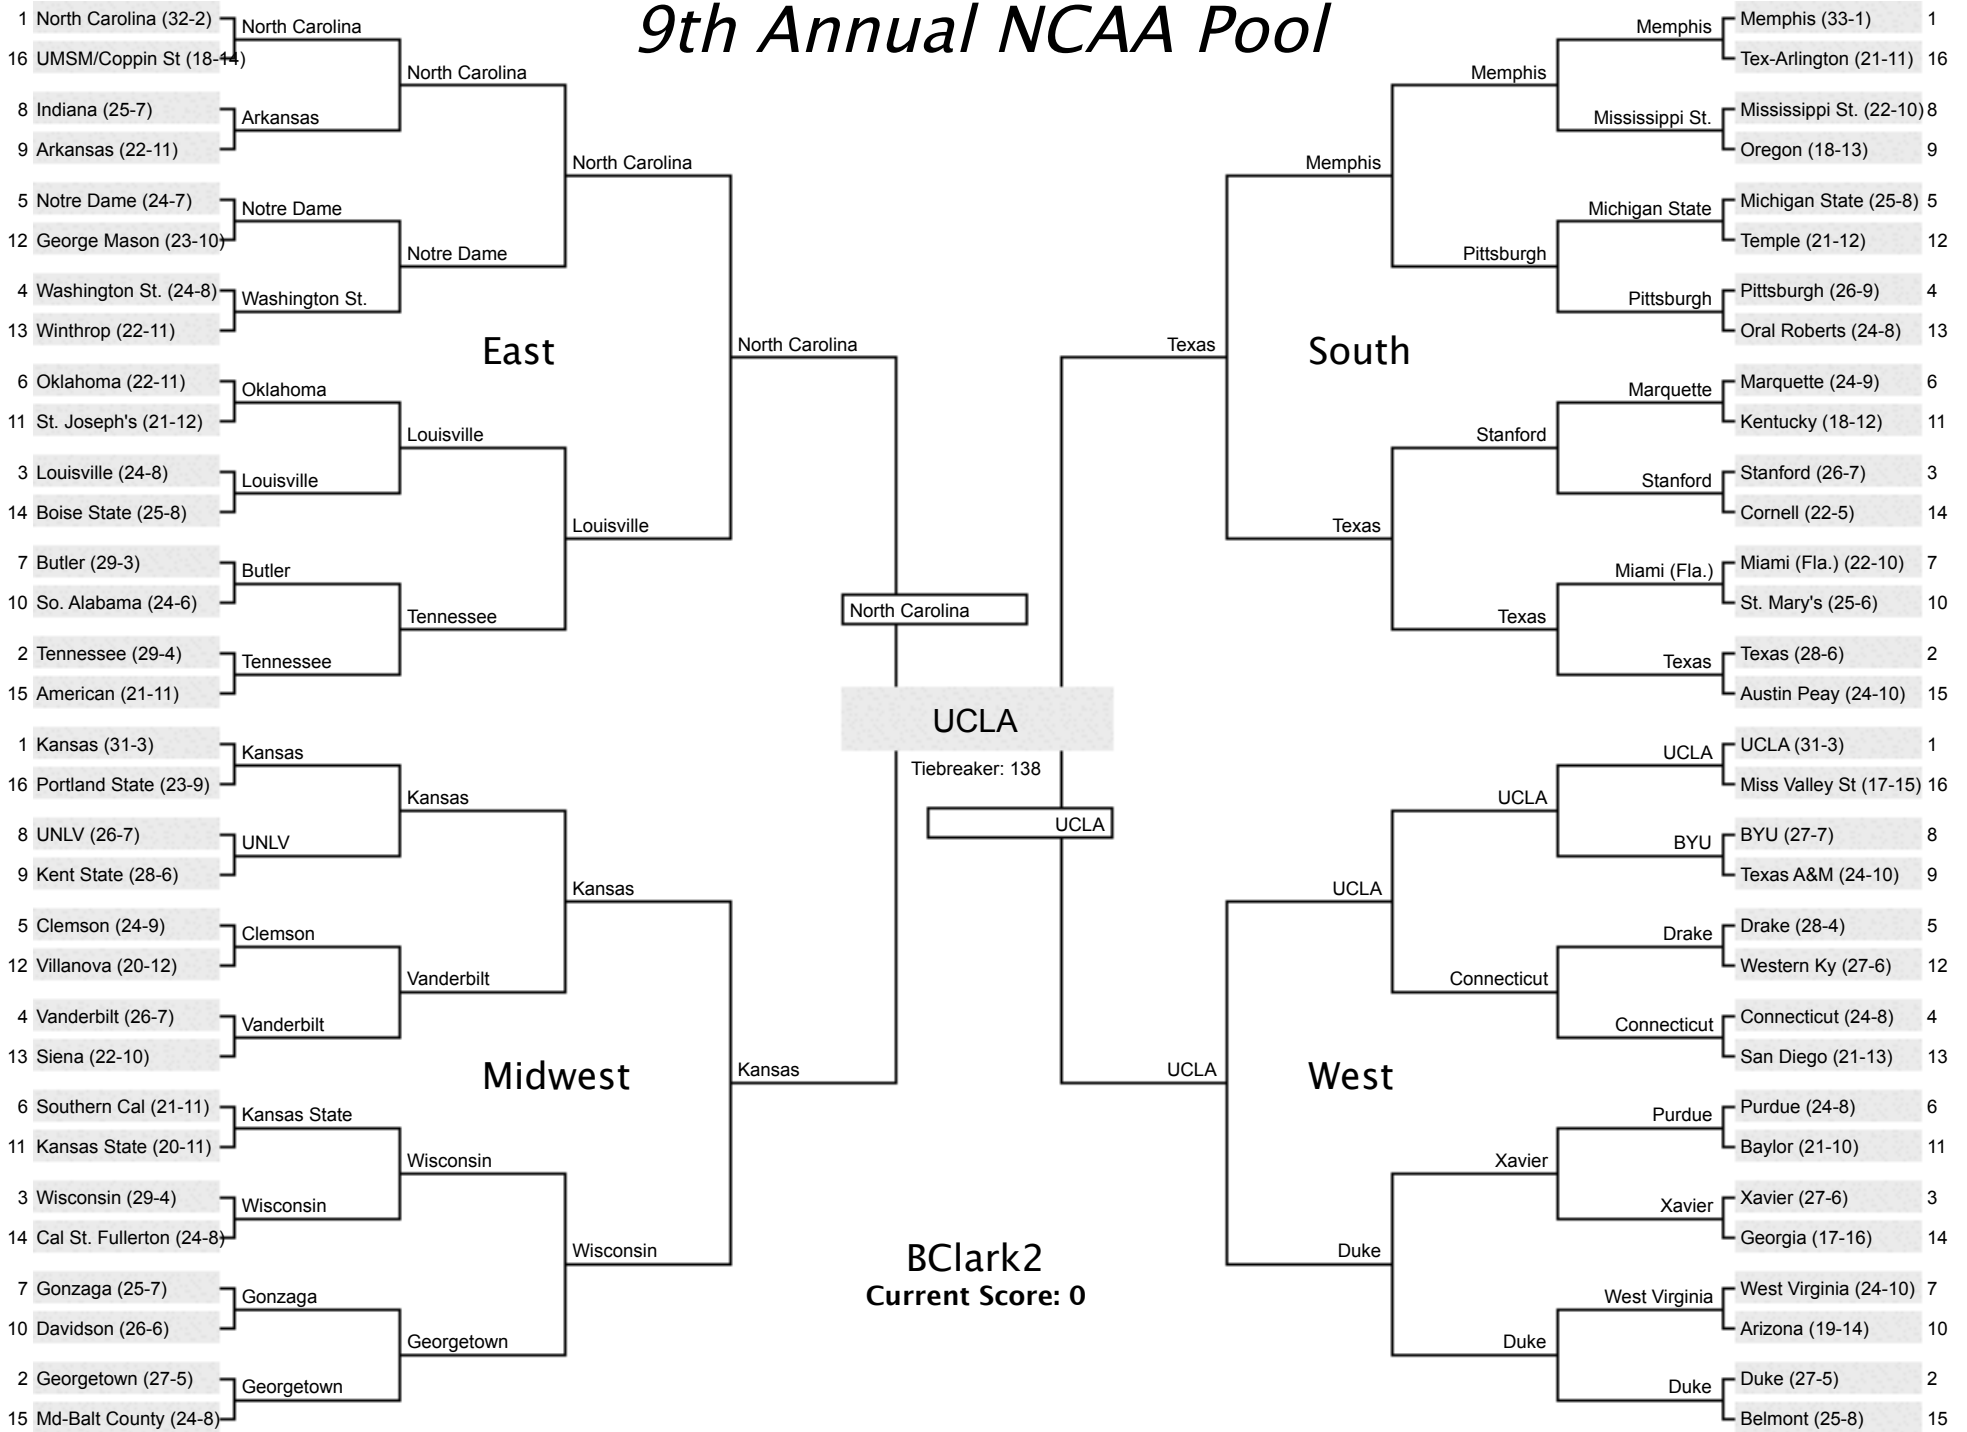 9th Annual NCAA Pool
1 North Carolina (32-2)
16 UMSM/Coppin St (18-14)
8 Indiana (25-7)
9 Arkansas (22-11)
5 Notre Dame (24-7)
12 George Mason (23-10)
4 Washington St. (24-8)
13 Winthrop (22-11)
6 Oklahoma (22-11)
11 St. Joseph's (21-12)
3 Louisville (24-8)
14 Boise State (25-8)
7 Butler (29-3)
10 So. Alabama (24-6)
2 Tennessee (29-4)
15 American (21-11)
North Carolina
Arkansas
Notre Dame
Washington St.
Oklahoma
Louisville
Butler
Tennessee
North Carolina
Notre Dame
Louisville
Tennessee
North Carolina
Louisville
North Carolina
East
1 Kansas (31-3)
16 Portland State (23-9)
8 UNLV (26-7)
9 Kent State (28-6)
5 Clemson (24-9)
12 Villanova (20-12)
4 Vanderbilt (26-7)
13 Siena (22-10)
6 Southern Cal (21-11)
11 Kansas State (20-11)
3 Wisconsin (29-4)
14 Cal St. Fullerton (24-8)
7 Gonzaga (25-7)
10 Davidson (26-6)
2 Georgetown (27-5)
15 Md-Balt County (24-8)
Kansas
UNLV
Clemson
Vanderbilt
Kansas State
Wisconsin
Gonzaga
Georgetown
Kansas
Vanderbilt
Wisconsin
Georgetown
Kansas
Wisconsin
Kansas
Midwest
North Carolina
UCLA
Tiebreaker: 138
UCLA
BClark2
Current Score: 0
Memphis (33-1) 1
Tex-Arlington (21-11) 16
Mississippi St. (22-10) 8
Oregon (18-13) 9
Michigan State (25-8) 5
Temple (21-12) 12
Pittsburgh (26-9) 4
Oral Roberts (24-8) 13
Marquette (24-9) 6
Kentucky (18-12) 11
Stanford (26-7) 3
Cornell (22-5) 14
Miami (Fla.) (22-10) 7
St. Mary's (25-6) 10
Texas (28-6) 2
Austin Peay (24-10) 15
Memphis
Mississippi St.
Michigan State
Pittsburgh
Marquette
Stanford
Miami (Fla.)
Texas
Memphis
Pittsburgh
Stanford
Texas
Memphis
Texas
Texas
South
UCLA (31-3) 1
Miss Valley St (17-15) 16
BYU (27-7) 8
Texas A&M (24-10) 9
Drake (28-4) 5
Western Ky (27-6) 12
Connecticut (24-8) 4
San Diego (21-13) 13
Purdue (24-8) 6
Baylor (21-10) 11
Xavier (27-6) 3
Georgia (17-16) 14
West Virginia (24-10) 7
Arizona (19-14) 10
Duke (27-5) 2
Belmont (25-8) 15
UCLA
BYU
Drake
Connecticut
Purdue
Xavier
West Virginia
Duke
UCLA
Connecticut
Xavier
Duke
UCLA
Duke
UCLA
West